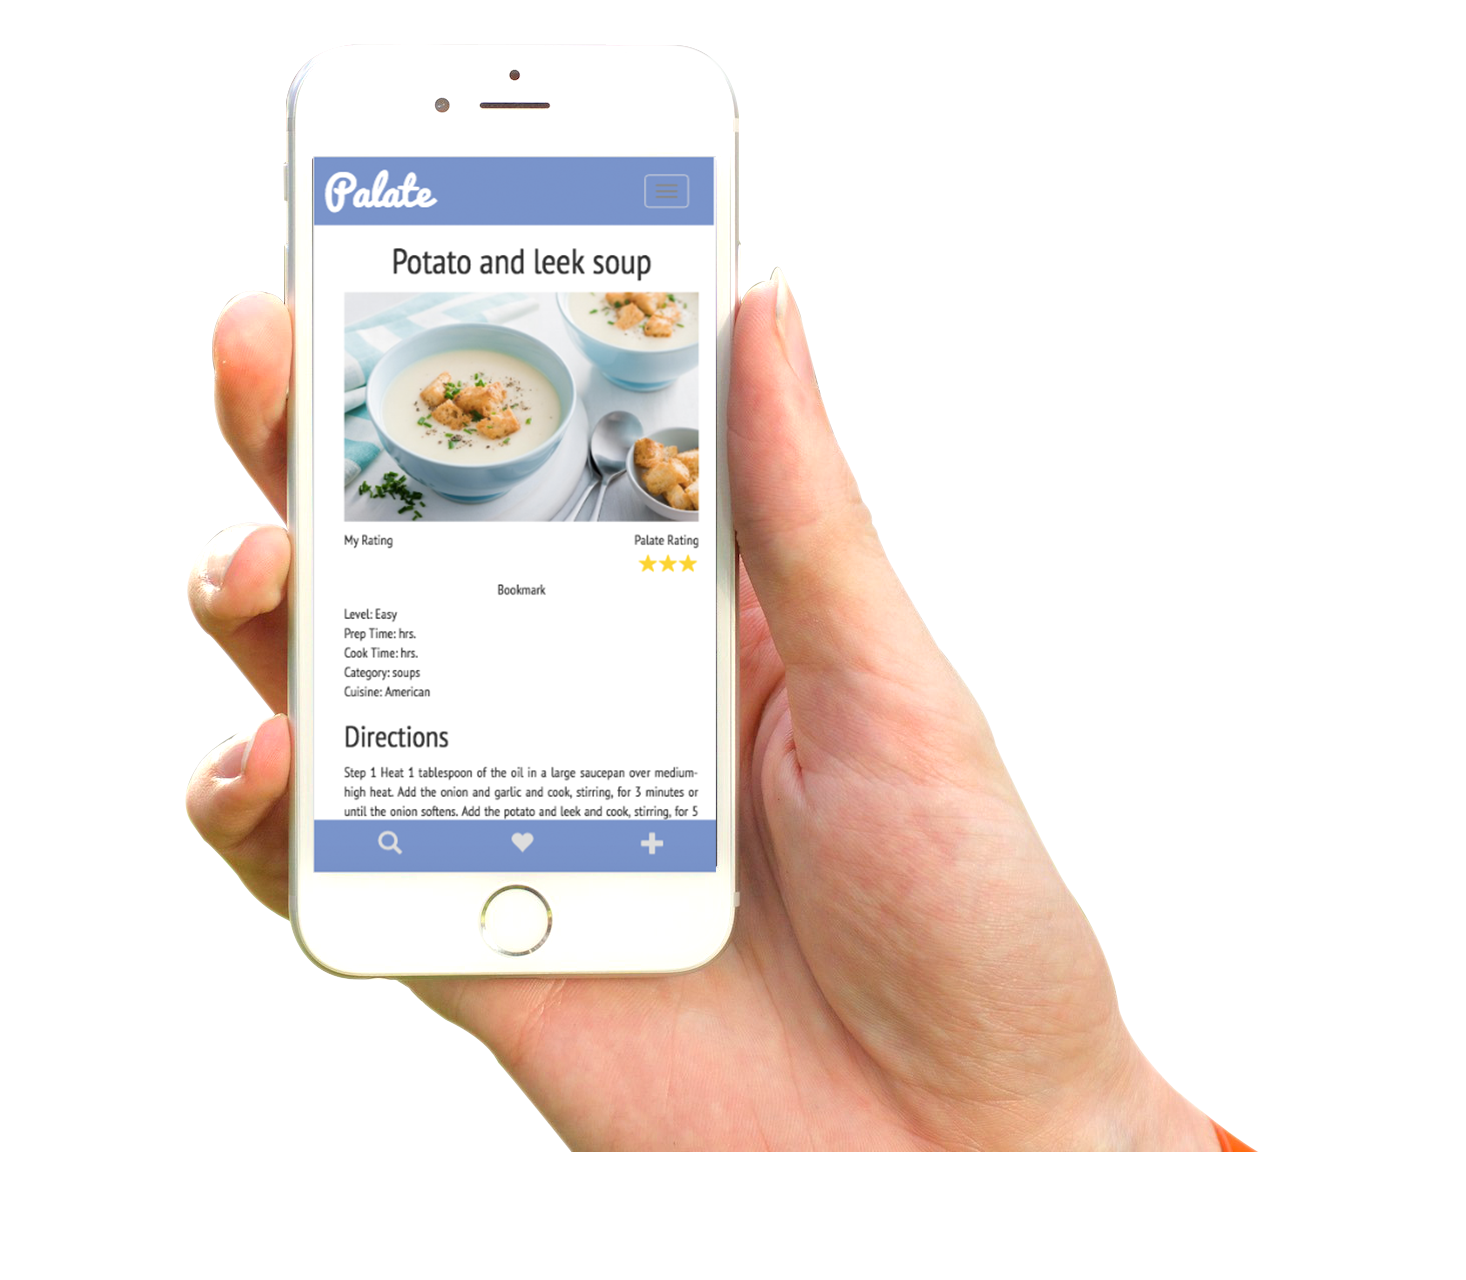 Palate
Potato and leek soup
My Rating
Palate Rating
Bookmark
Level: Easy
Prep Time: hrs.
Cook Time: hrs.
Category: soups
Cuisine: American
Directions
Step 1 Heat 1 tablespoon of the oil in a large saucepan over medium-
high heat. Add the onion and garlic and cook, stirring, for 3 minutes or
until the onion softens. Add the potato and leek and cook, stirring, for 5